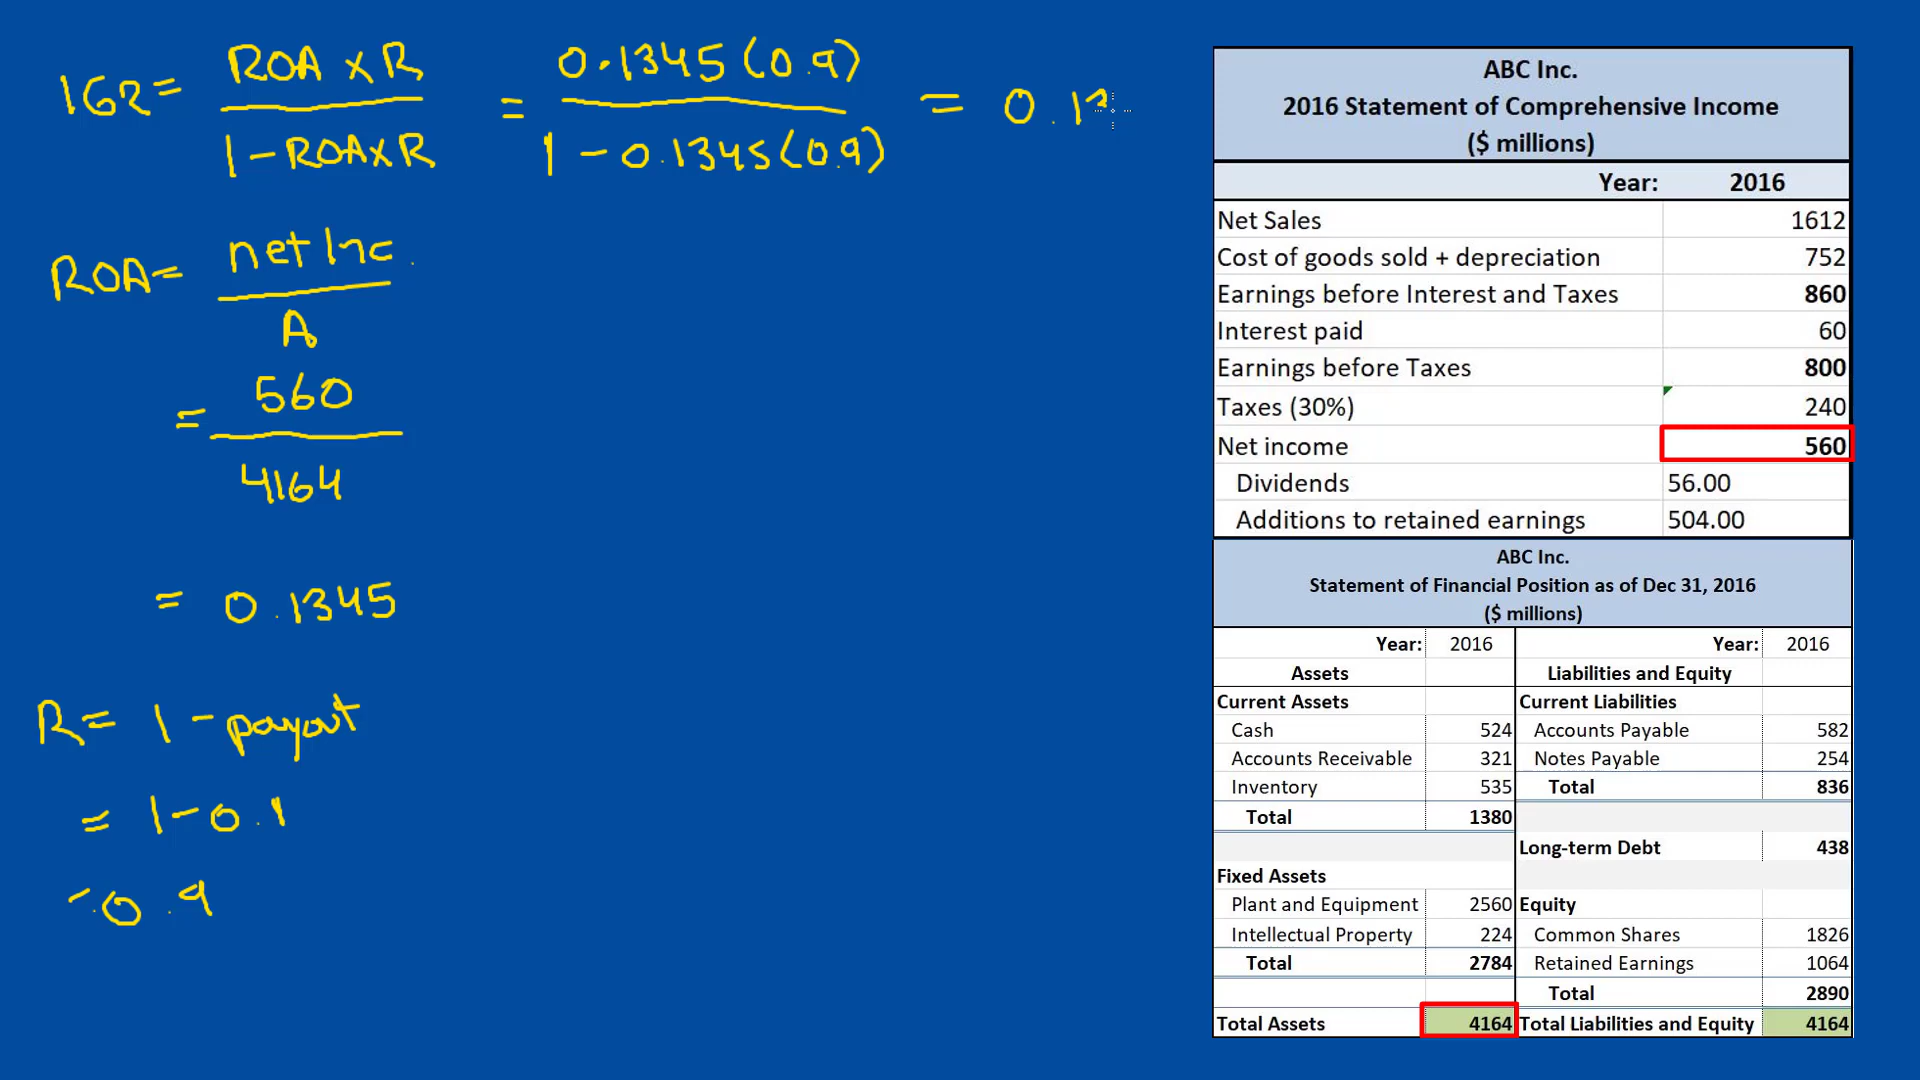 IGR = ROA x R / 1 - ROA x R = 0.1345 (0.9) / 1 - 0.1345 (0.9) = 0.13
ROA = net Inc. / A
= 560 / 4164
= 0.1345
R = 1 - payout
= 1 - 0.1
= 0.9
ABC Inc.
2016 Statement of Comprehensive Income
($ millions)
Year: 2016
Net Sales 1612
Cost of goods sold + depreciation 752
Earnings before Interest and Taxes 860
Interest paid 60
Earnings before Taxes 800
Taxes (30%) 240
Net income 560
Dividends 56.00
Additions to retained earnings 504.00
ABC Inc.
Statement of Financial Position as of Dec 31, 2016
($ millions)
Year: 2016 Year: 2016
Assets Liabilities and Equity
Current Assets Current Liabilities
Cash 524 Accounts Payable 582
Accounts Receivable 321 Notes Payable 254
Inventory 535 Total 836
Total 1380
Long-term Debt 438
Fixed Assets
Plant and Equipment 2560 Equity
Intellectual Property 224 Common Shares 1826
Total 2784 Retained Earnings 1064
Total 2890
Total Assets 4164 Total Liabilities and Equity 4164